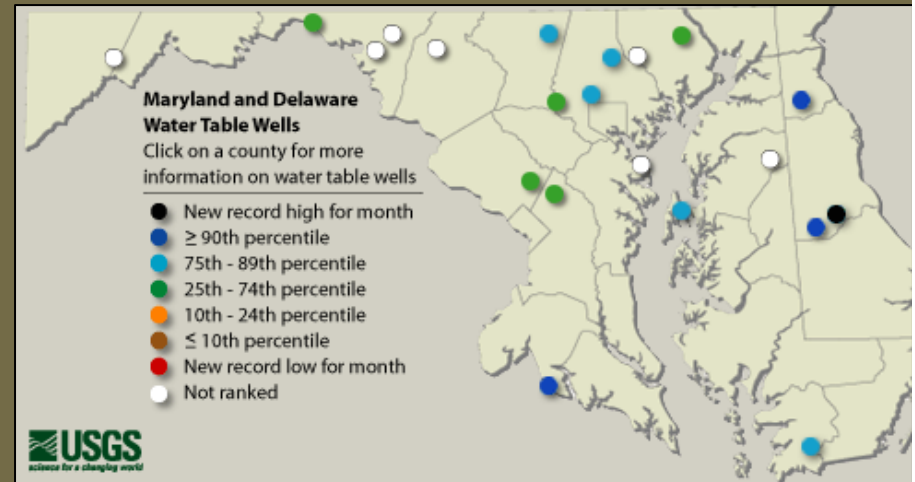 Maryland and Delaware
Water Table Wells
Click on a county for more
information on water table wells
New record high for month
≥ 90th percentile
75th - 89th percentile
25th - 74th percentile
10th - 24th percentile
≤ 10th percentile
New record low for month
Not ranked
USGS
science for a changing world